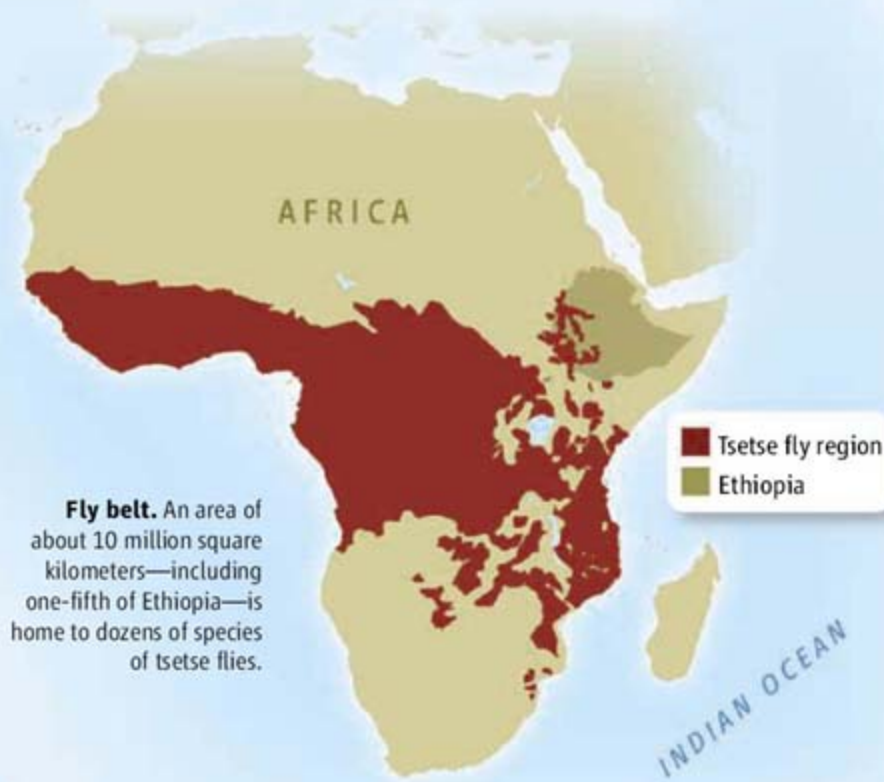 AFRICA
Tsetse fly region
Ethiopia
Fly belt. An area of
about 10 million square
kilometers—including
one-fifth of Ethiopia—is
home to dozens of species
of tsetse flies.
INDIAN OCEAN